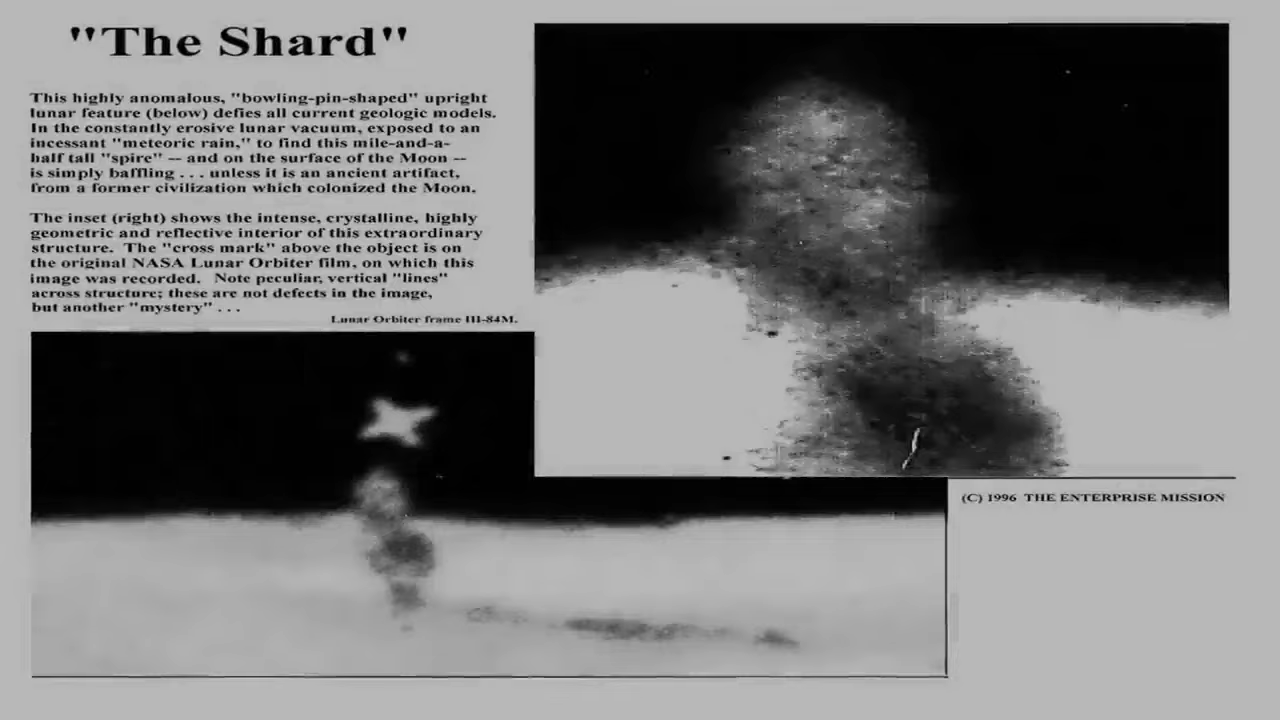 "The Shard"
This highly anomalous, "bowling-pin-shaped" upright
lunar feature (below) defies all current geologic models.
In the constantly erosive lunar vacuum, exposed to an
incessant "meteoric rain," to find this mile-and-a-
half tall "spire" -- and on the surface of the Moon --
is simply baffling . . . unless it is an ancient artifact,
from a former civilization which colonized the Moon.
The inset (right) shows the intense, crystalline, highly
geometric and reflective interior of this extraordinary
structure. The "cross mark" above the object is on
the original NASA Lunar Orbiter film, on which this
image was recorded. Note peculiar, vertical "lines"
across structure; these are not defects in the image,
but another "mystery" . . .
Lunar Orbiter frame III-84M.
(C) 1996 THE ENTERPRISE MISSION